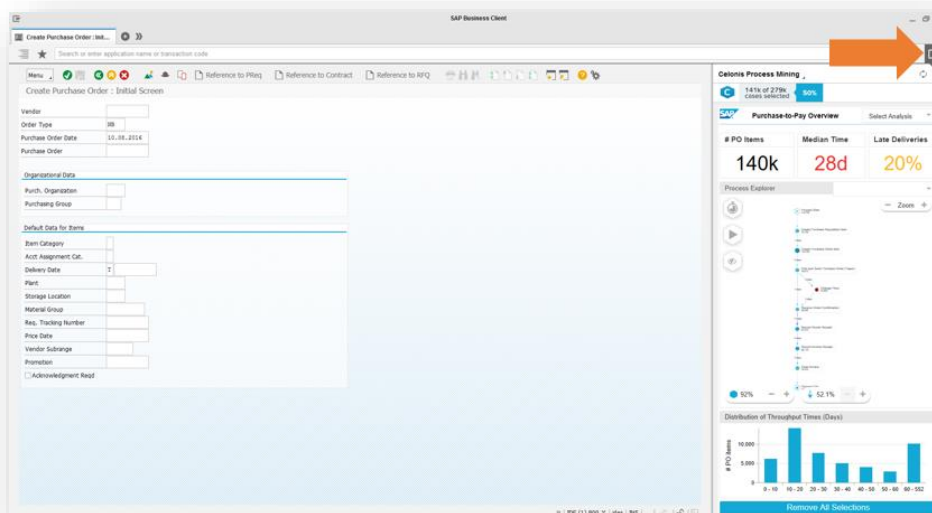 SAP Business Client
Create Purchase Order : Init...
Search or enter application name or transaction code
Menu
Reference to PReq
Reference to Contract
Reference to RFQ
Create Purchase Order : Initial Screen
Vendor
Order Type NB
Purchase Order Date 10.08.2016
Purchase Order
Organizational Data
Purch. Organization
Purchasing Group
Default Data for Items
Item Category
Acct Assignment Cat.
Delivery Date T
Plant
Storage Location
Material Group
Req. Tracking Number
Price Date
Vendor Subrange
Promotion
Acknowledgment Reqd
Celonis Process Mining
141k of 279k
cases selected
50%
SAP Purchase-to-Pay Overview Select Analysis
# PO Items Median Time Late Deliveries
140k 28d 20%
Process Explorer
- Zoom +
92% - + 52.1% - +
Distribution of Throughput Times (Days)
# PO Items
10,000
5,000
0
0 - 10 10 - 20 20 - 30 30 - 40 40 - 50 50 - 60 60 - 552
Remove All Selections